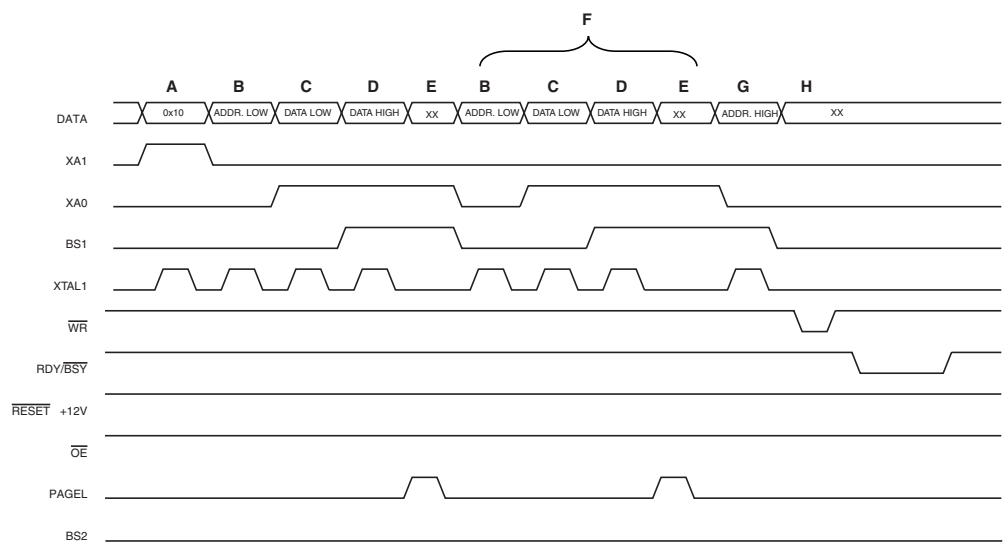 F
A B C D E B C D E G H
DATA 0x10 ADDR. LOW DATA LOW DATA HIGH XX ADDR. LOW DATA LOW DATA HIGH XX ADDR. HIGH XX
XA1
XA0
BS1
XTAL1
WR
RDY/BSY
RESET +12V
OE
PAGEL
BS2